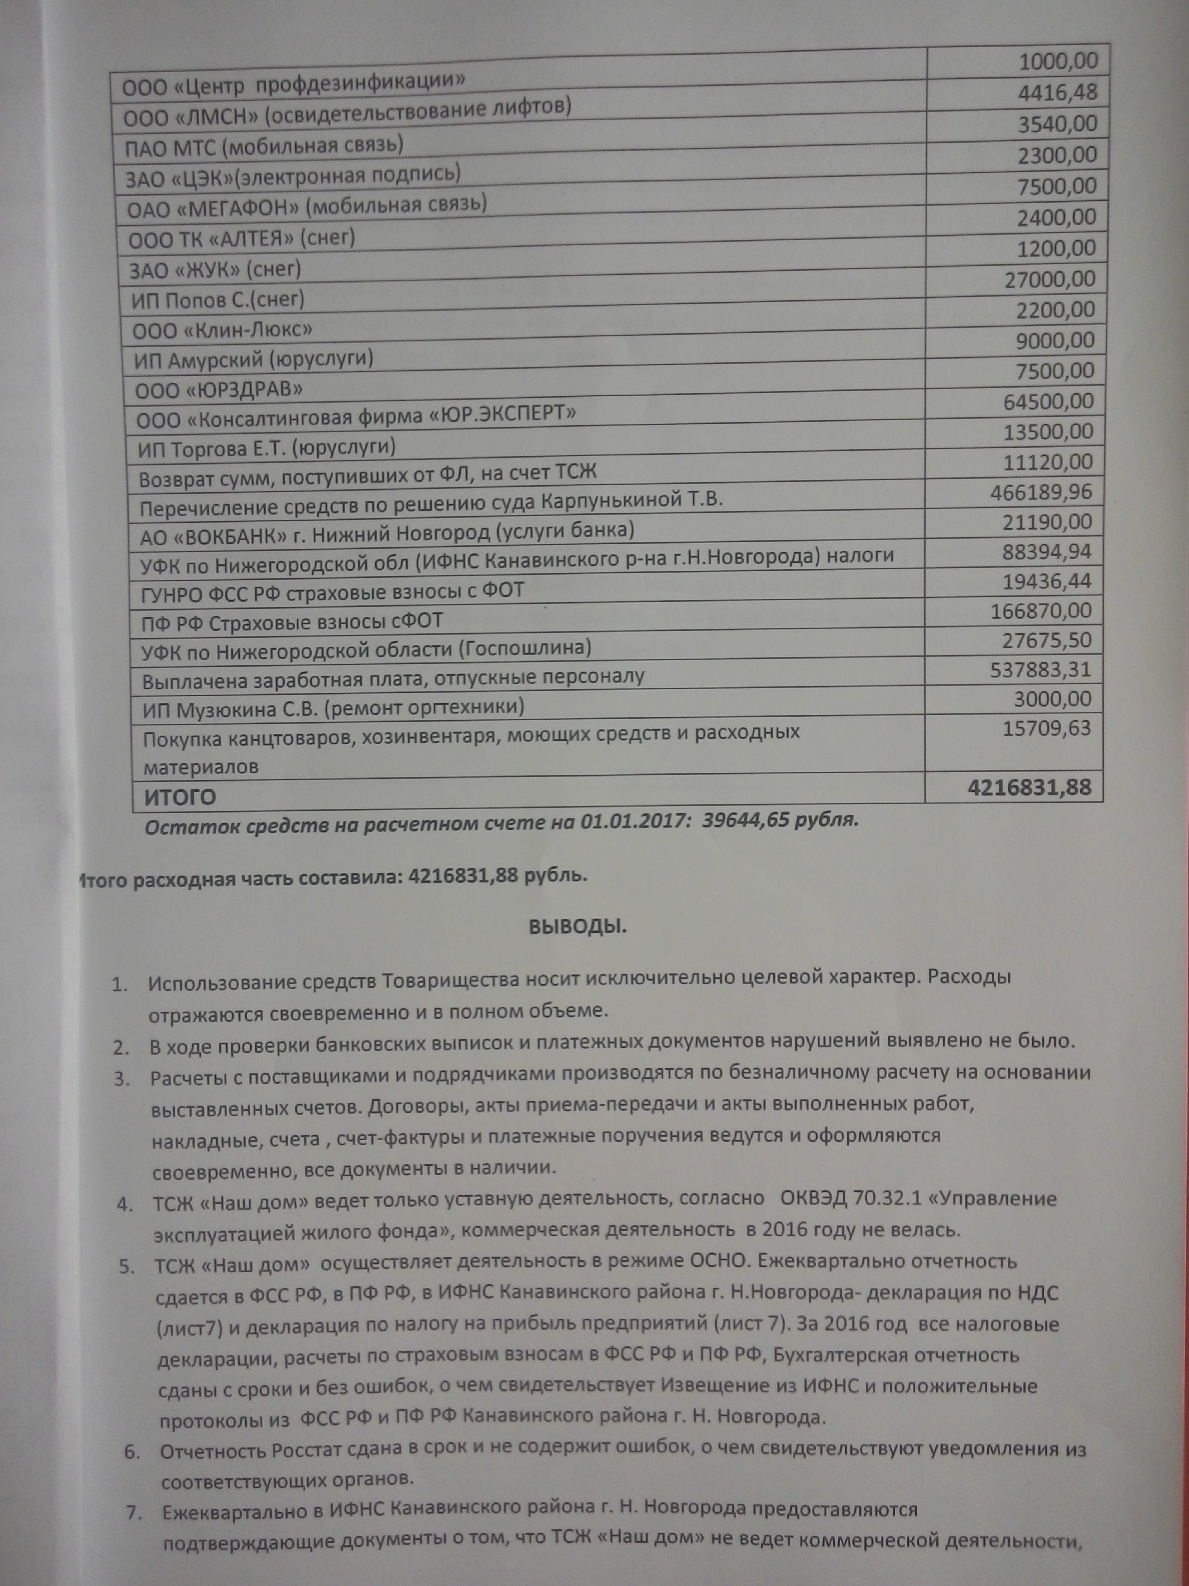 ООО «Центр профдезинфикации» 1000,00
ООО «ЛМСН» (освидетельствование лифтов) 4416,48
ПАО МТС (мобильная связь) 3540,00
ЗАО «ЦЭК»(электронная подпись) 2300,00
ОАО «МЕГАФОН» (мобильная связь) 7500,00
ООО ТК «АЛТЕЯ» (снег) 2400,00
ЗАО «ЖУК» (снег) 1200,00
ИП Попов С.(снег) 27000,00
ООО «Клин-Люкс» 2200,00
ИП Амурский (юруслуги) 9000,00
ООО «ЮРЗДРАВ» 7500,00
ООО «Консалтинговая фирма «ЮР.ЭКСПЕРТ» 64500,00
ИП Торгова Е.Т. (юруслуги) 13500,00
Возврат сумм, поступивших от ФЛ, на счет ТСЖ 11120,00
Перечисление средств по решению суда Карпунькиной Т.В. 466189,96
АО «ВОКБАНК» г. Нижний Новгород (услуги банка) 21190,00
УФК по Нижегородской обл (ИФНС Канавинского р-на г.Н.Новгорода) налоги 88394,94
ГУНРО ФСС РФ страховые взносы с ФОТ 19436,44
ПФ РФ Страховые взносы сФОТ 166870,00
УФК по Нижегородской области (Госпошлина) 27675,50
Выплачена заработная плата, отпускные персоналу 537883,31
ИП Музюкина С.В. (ремонт оргтехники) 3000,00
Покупка канцтоваров, хозинвентаря, моющих средств и расходных 15709,63
материалов
ИТОГО 4216831,88
Остаток средств на расчетном счете на 01.01.2017: 39644,65 рубля.
Итого расходная часть составила: 4216831,88 рубль.
ВЫВОДЫ.
1. Использование средств Товарищества носит исключительно целевой характер. Расходы
отражаются своевременно и в полном объеме.
2. В ходе проверки банковских выписок и платежных документов нарушений выявлено не было.
3. Расчеты с поставщиками и подрядчиками производятся по безналичному расчету на основании
выставленных счетов. Договоры, акты приема-передачи и акты выполненных работ,
накладные, счета , счет-фактуры и платежные поручения ведутся и оформляются
своевременно, все документы в наличии.
4. ТСЖ «Наш дом» ведет только уставную деятельность, согласно ОКВЭД 70.32.1 «Управление
эксплуатацией жилого фонда», коммерческая деятельность в 2016 году не велась.
5. ТСЖ «Наш дом» осуществляет деятельность в режиме ОСНО. Ежеквартально отчетность
сдается в ФСС РФ, в ПФ РФ, в ИФНС Канавинского района г. Н.Новгорода- декларация по НДС
(лист7) и декларация по налогу на прибыль предприятий (лист 7). За 2016 год все налоговые
декларации, расчеты по страховым взносам в ФСС РФ и ПФ РФ, Бухгалтерская отчетность
сданы с сроки и без ошибок, о чем свидетельствует Извещение из ИФНС и положительные
протоколы из ФСС РФ и ПФ РФ Канавинского района г. Н. Новгорода.
6. Отчетность Росстат сдана в срок и не содержит ошибок, о чем свидетельствуют уведомления из
соответствующих органов.
7. Ежеквартально в ИФНС Канавинского района г. Н. Новгорода предоставляются
подтверждающие документы о том, что ТСЖ «Наш дом» не ведет коммерческой деятельности,